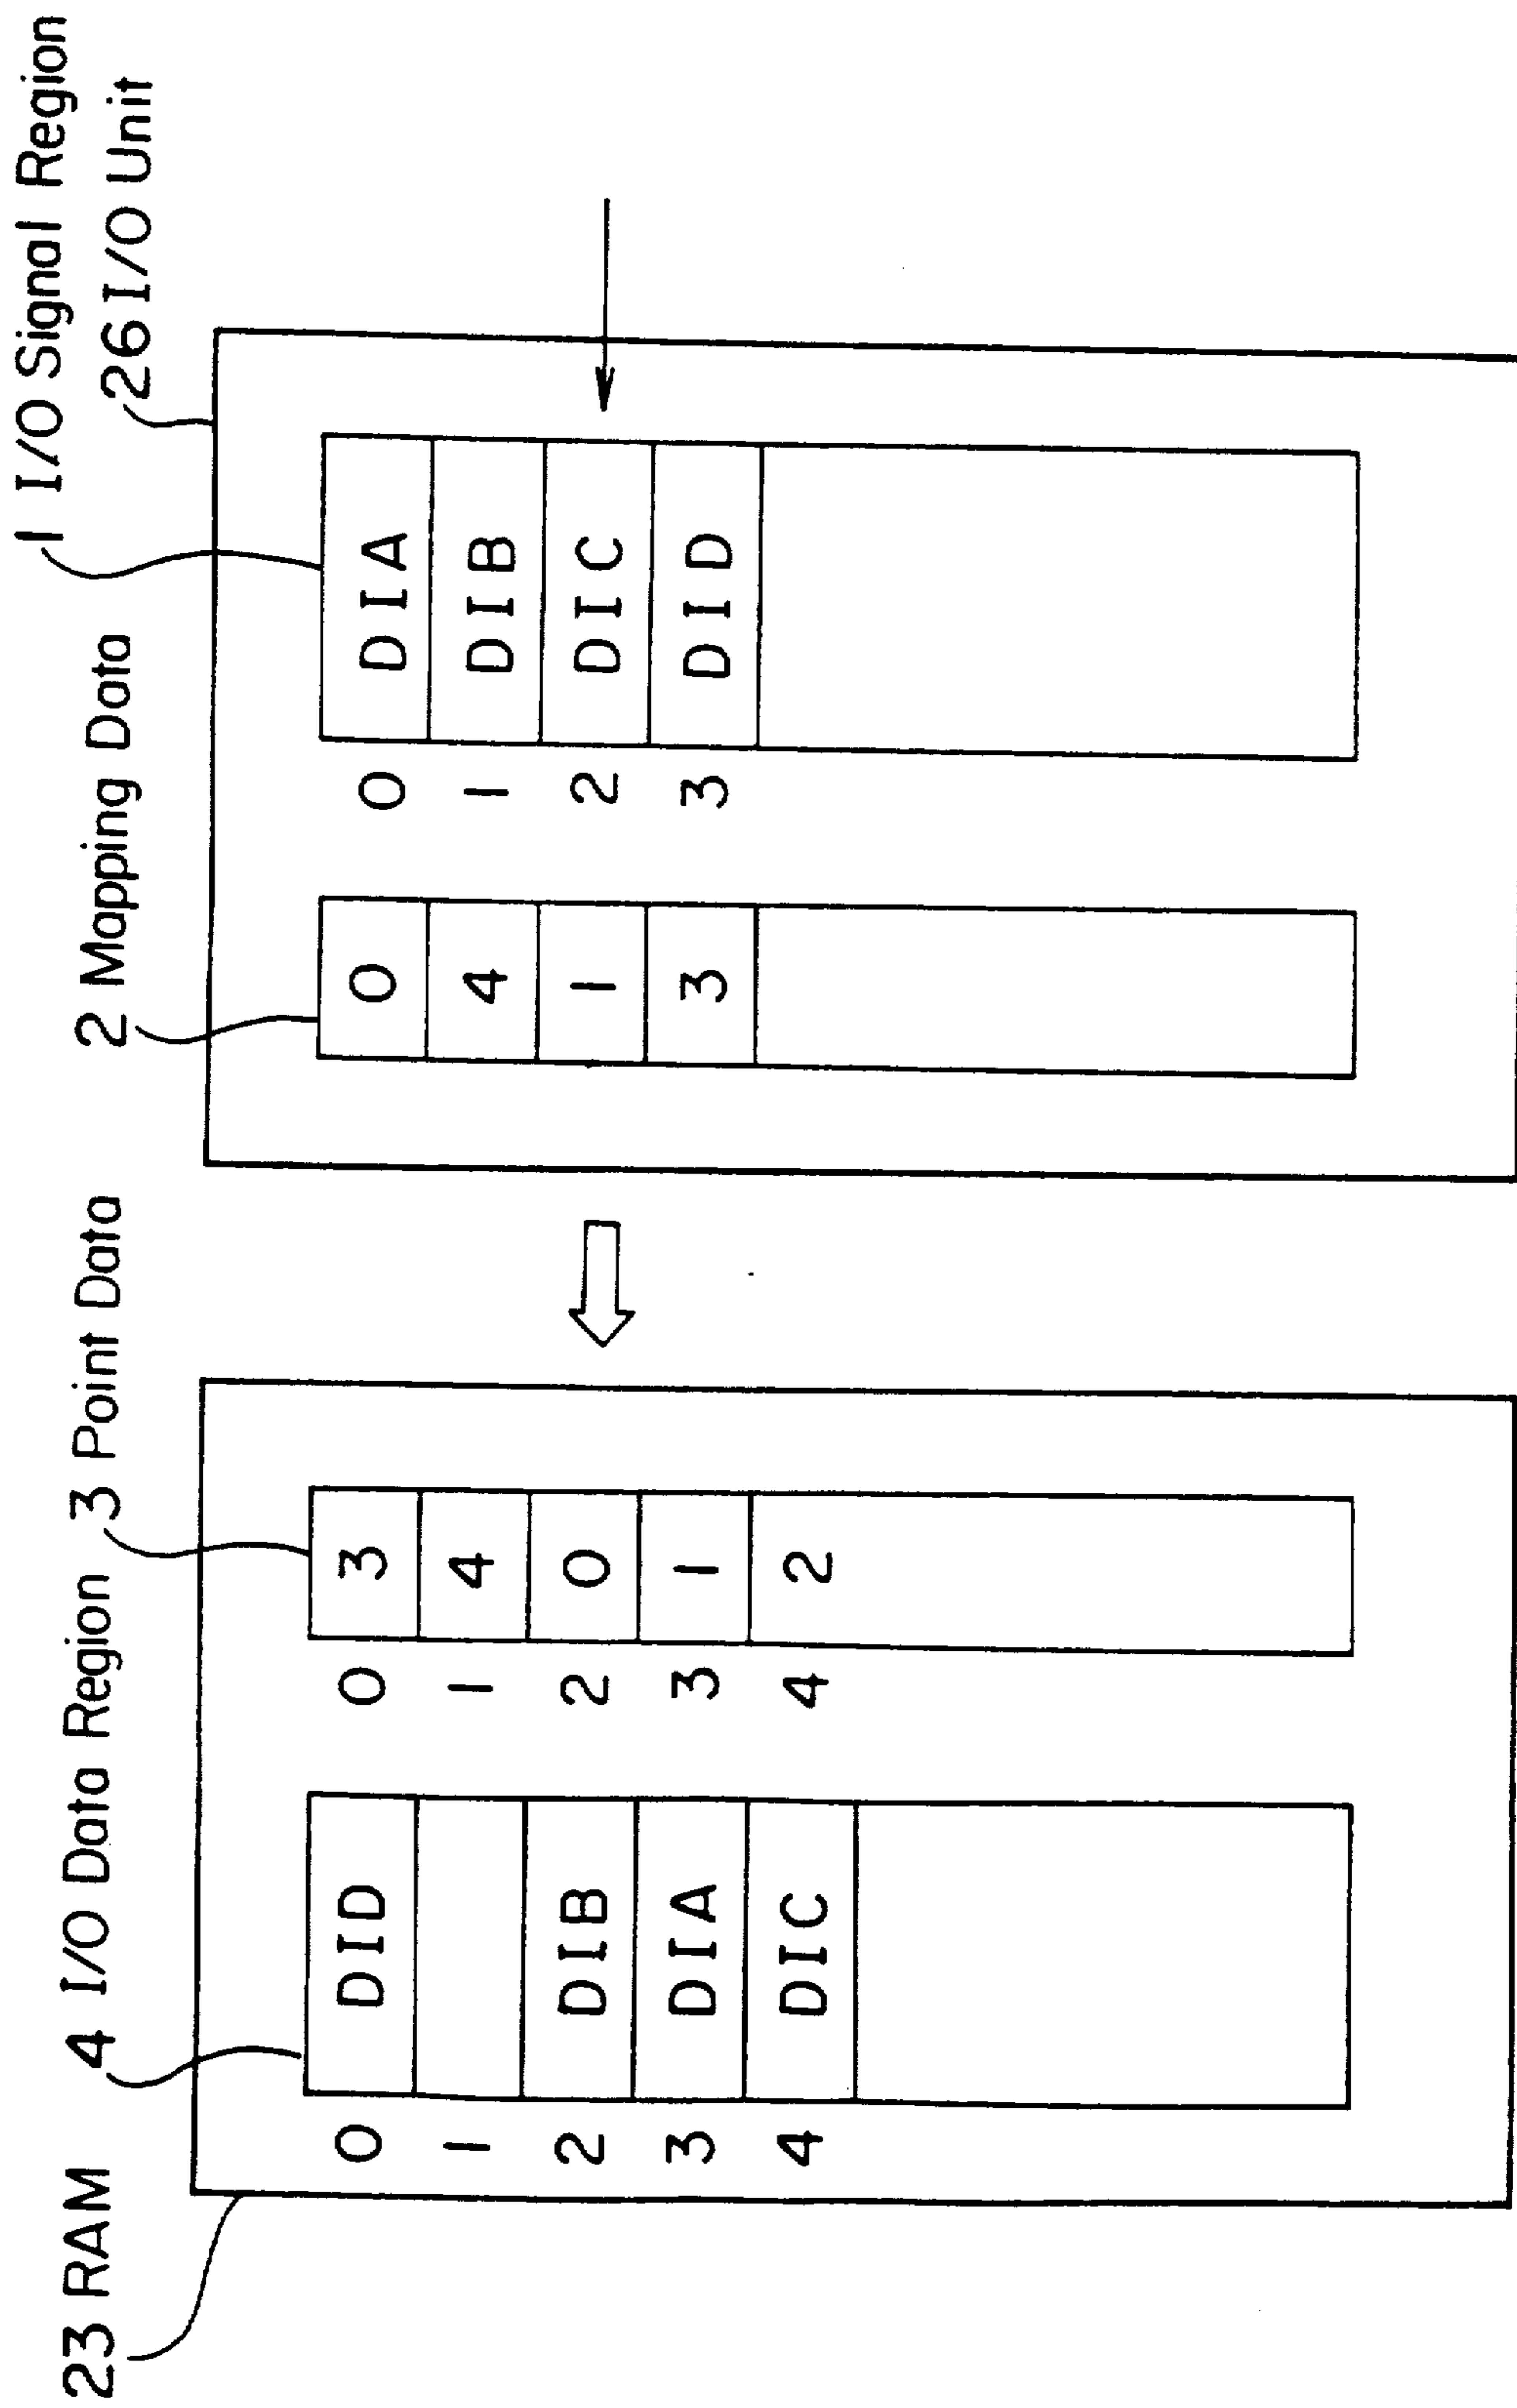 1 I/O Signal Region
23 RAM 4 I/O Data Region 3 Point Data 2 Mapping Data 26 I/O Unit
0 DID 0 3 0 0 DIA
1 1 4 4 1 DIB
2 DIB 2 0 1 2 DIC
3 DIA 3 1 3 3 DID
4 DIC 4 2